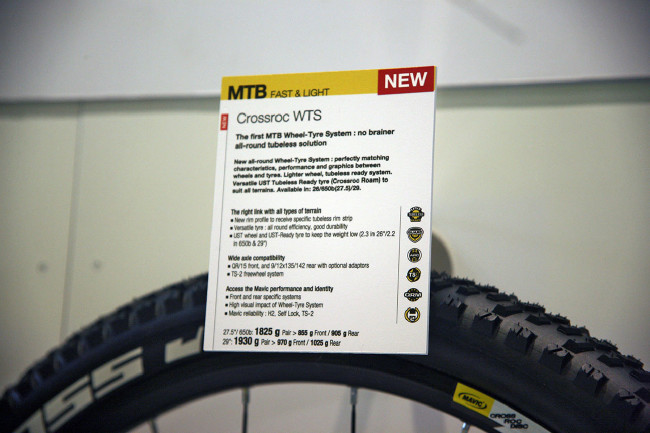 MTB FAST & LIGHT
NEW
NEW
Crossroc WTS
The first MTB Wheel-Tyre System : no brainer
all-round tubeless solution
New all-round Wheel-Tyre System : perfectly matching
characteristics, performance and graphics between
wheels and tyres. Lighter wheel, tubeless ready system.
Versatile UST Tubeless Ready tyre (Crossroc Roam) to
suit all terrains. Available in: 26/650b(27.5)/29.
The right link with all types of terrain
• New rim profile to receive specific tubeless rim strip
• Versatile tyre : all round efficiency, good durability
• UST wheel and UST-Ready tyre to keep the weight low (2.3 in 26"/2.2
in 650b & 29")
Wide axle compatibility
• QR/15 front, and 9/12x135/142 rear with optional adaptors
• TS-2 freewheel system
Access the Mavic performance and identity
• Front and rear specific systems
• High visual impact of Wheel-Tyre System
• Mavic reliability : H2, Self Lock, TS-2
27.5"/ 650b: 1825 g Pair > 865 g Front / 905 g Rear
29": 1930 g Pair > 970 g Front / 1025 g Rear
TS
QRM
MAVIC
CROSS
ROC
DISC